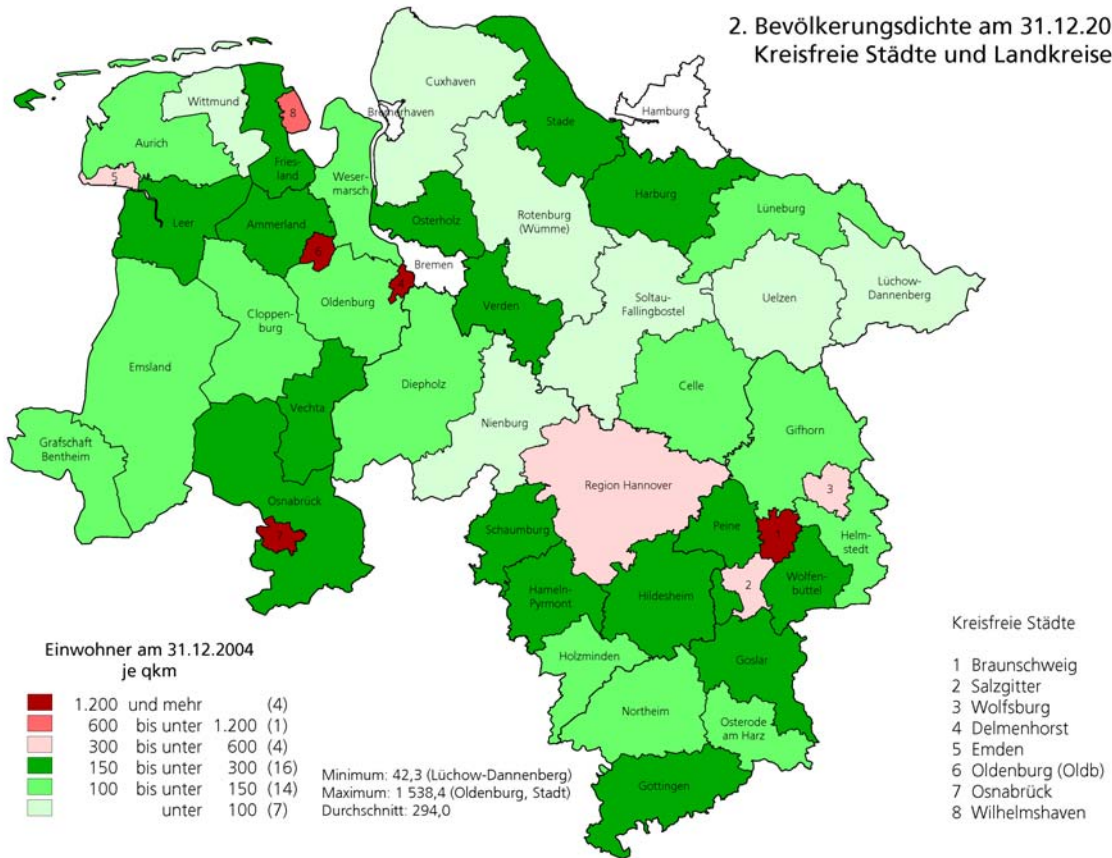 2. Bevölkerungsdichte am 31.12.20
Kreisfreie Städte und Landkreise
Cuxhaven
Wittmund
Bremerhaven
Hamburg
8
Stade
Aurich
Fries-
land
Weser-
marsch
5
Harburg
Leer
Ammerland
Osterholz
Rotenburg
(Wümme)
Lüneburg
6
Bremen
4
Oldenburg
Verden
Soltau-
Fallingbostel
Uelzen
Lüchow-
Dannenberg
Cloppen-
burg
Emsland
Diepholz
Celle
Vechta
Nienburg
Gifhorn
Grafschaft
Bentheim
Region Hannover
3
Osnabrück
7
Schaumburg
Peine
1
Helm-
stedt
Hameln-
Pyrmont
Hildesheim
2
Wolfen-
büttel
Holzminden
Goslar
Northeim
Osterode
am Harz
Göttingen
Einwohner am 31.12.2004
je qkm
1.200 und mehr (4)
600 bis unter 1.200 (1)
300 bis unter 600 (4)
150 bis unter 300 (16)
100 bis unter 150 (14)
unter 100 (7)
Minimum: 42,3 (Lüchow-Dannenberg)
Maximum: 1 538,4 (Oldenburg, Stadt)
Durchschnitt: 294,0
Kreisfreie Städte
1 Braunschweig
2 Salzgitter
3 Wolfsburg
4 Delmenhorst
5 Emden
6 Oldenburg (Oldb)
7 Osnabrück
8 Wilhelmshaven